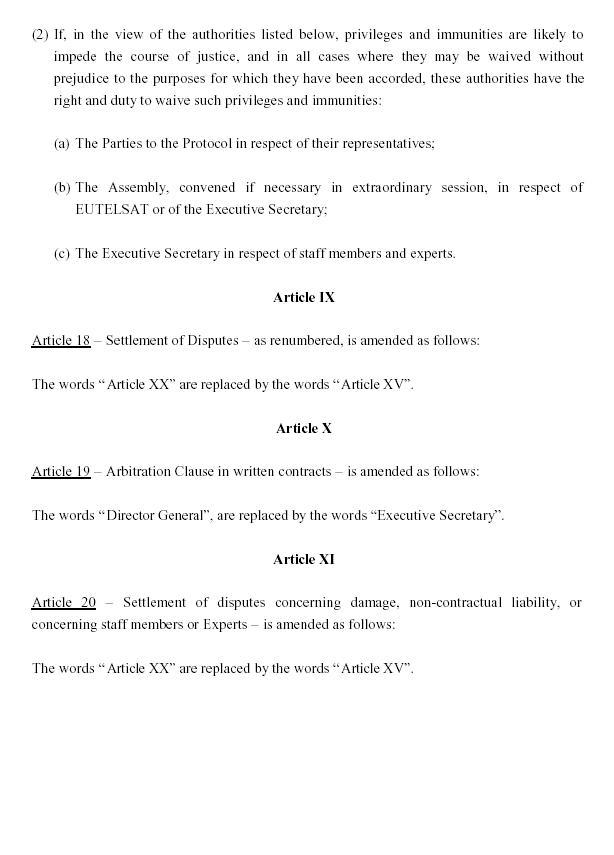 (2) If, in the view of the authorities listed below, privileges and immunities are likely to
impede the course of justice, and in all cases where they may be waived without
prejudice to the purposes for which they have been accorded, these authorities have the
right and duty to waive such privileges and immunities:
(a) The Parties to the Protocol in respect of their representatives;
(b) The Assembly, convened if necessary in extraordinary session, in respect of
EUTELSAT or of the Executive Secretary;
(c) The Executive Secretary in respect of staff members and experts.
Article IX
Article 18 – Settlement of Disputes – as renumbered, is amended as follows:
The words “Article XX” are replaced by the words “Article XV”.
Article X
Article 19 – Arbitration Clause in written contracts – is amended as follows:
The words “Director General”, are replaced by the words “Executive Secretary”.
Article XI
Article 20 – Settlement of disputes concerning damage, non-contractual liability, or
concerning staff members or Experts – is amended as follows:
The words “Article XX” are replaced by the words “Article XV”.